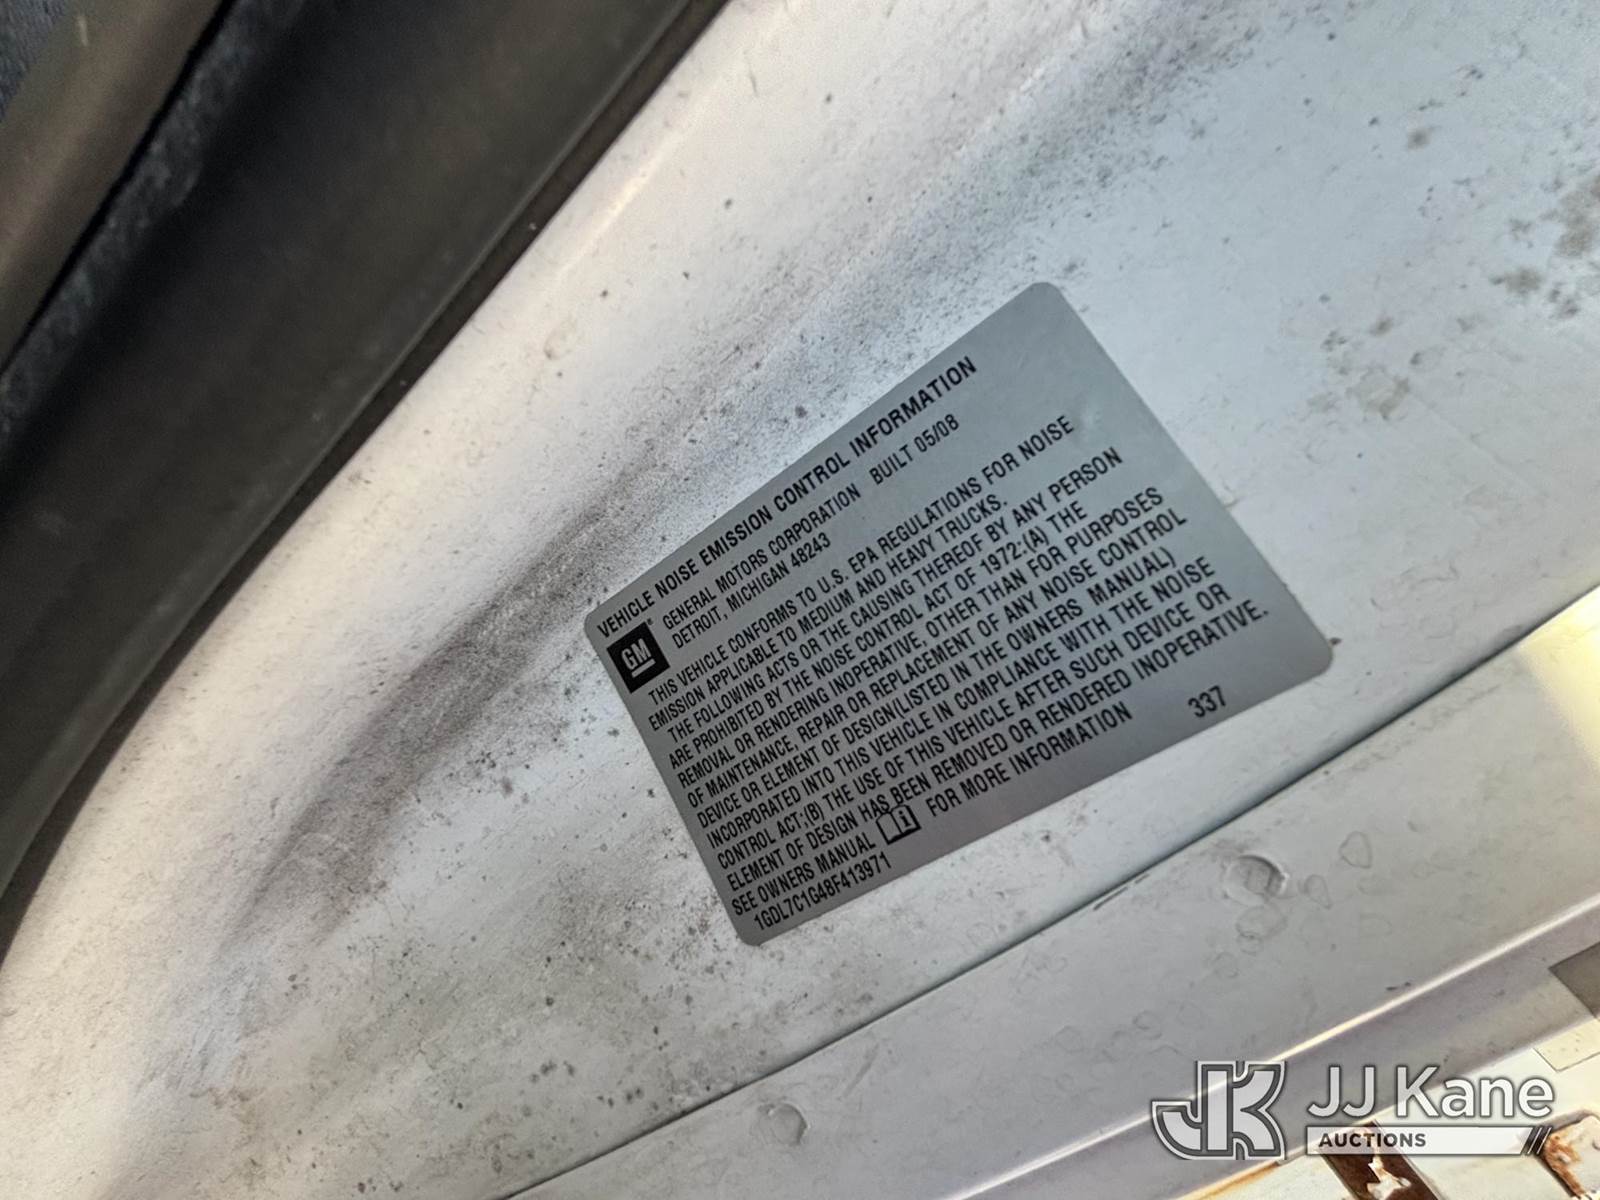 VEHICLE NOISE EMISSION CONTROL INFORMATION
GM
GENERAL MOTORS CORPORATION BUILT 05/08
DETROIT, MICHIGAN 48243
THIS VEHICLE CONFORMS TO U.S. EPA REGULATIONS FOR NOISE
EMISSION APPLICABLE TO MEDIUM AND HEAVY TRUCKS.
THE FOLLOWING ACTS OR THE CAUSING THEREOF BY ANY PERSON
ARE PROHIBITED BY THE NOISE CONTROL ACT OF 1972:(A) THE
REMOVAL OR RENDERING INOPERATIVE, OTHER THAN FOR PURPOSES
OF MAINTENANCE, REPAIR OR REPLACEMENT OF ANY NOISE CONTROL
DEVICE OR ELEMENT OF DESIGN(LISTED IN THE OWNERS MANUAL)
INCORPORATED INTO THIS VEHICLE IN COMPLIANCE WITH THE NOISE
CONTROL ACT:(B) THE USE OF THIS VEHICLE AFTER SUCH DEVICE OR
ELEMENT OF DESIGN HAS BEEN REMOVED OR RENDERED INOPERATIVE.
SEE OWNERS MANUAL i FOR MORE INFORMATION 337
1GDL7C1G48F413971
JK JJ Kane
AUCTIONS